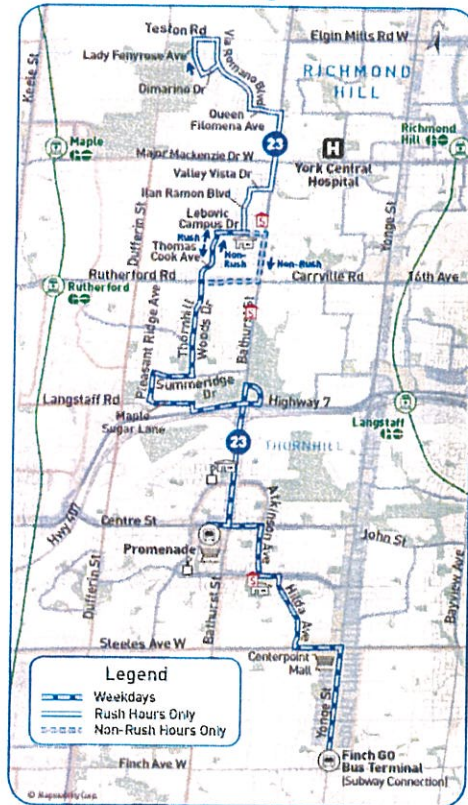 Teston Rd
Elgin Mills Rd W
Lady Fenyrose Ave
Via Romano Blvd
Keele St
RICHMOND
HILL
Dimarino Dr
Queen
Filomena Ave
Maple
GO
23
H
Richmond
Hill GO
Major Mackenzie Dr W
York Central
Hospital
Valley Vista Dr
Ilan Ramon Blvd
Yonge St
Dufferin St
Lebovic
Campus Dr
S
Rush
Thomas
Cook Ave
Non-
Rush
Non-Rush
Rutherford Rd
Carrville Rd
16th Ave
Rutherford
GO
Pleasant Ridge Ave
Thornhill
Woods Dr
Bathurst St
S
Summeridge
Dr
Langstaff Rd
Highway 7
Maple
Sugar Lane
Langstaff
GO
23
THORNHILL
Hwy 407
Centre St
Atkinson Ave
John St
Promenade
S
Dufferin St
Bathurst St
Hilda Ave
Bayview Ave
Steeles Ave W
Centerpoint
Mall
Legend
Weekdays
Rush Hours Only
Non-Rush Hours Only
Yonge St
Finch GO
Bus Terminal
(Subway Connection)
Finch Ave W